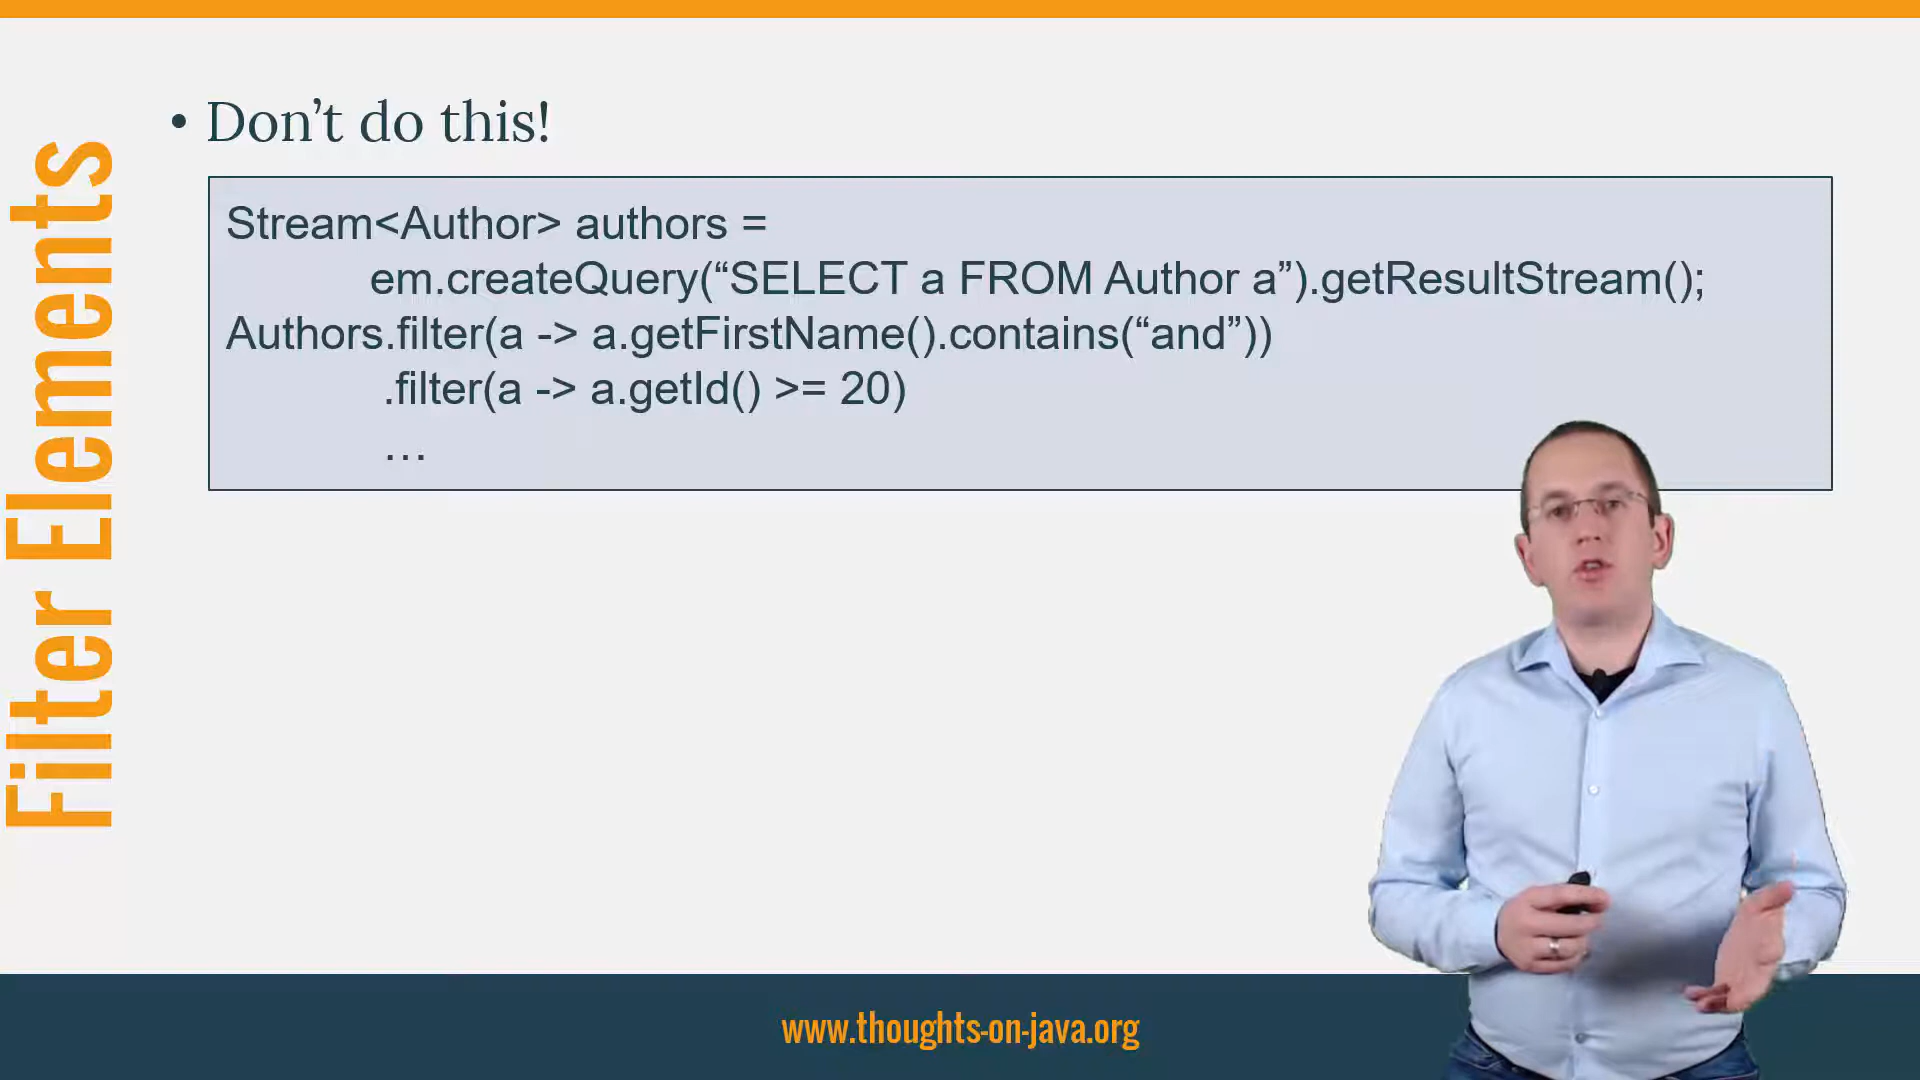 Filter Elements
• Don’t do this!
Stream<Author> authors =
em.createQuery(“SELECT a FROM Author a”).getResultStream();
Authors.filter(a -> a.getFirstName().contains(“and”))
.filter(a -> a.getId() >= 20)
…
www.thoughts-on-java.org